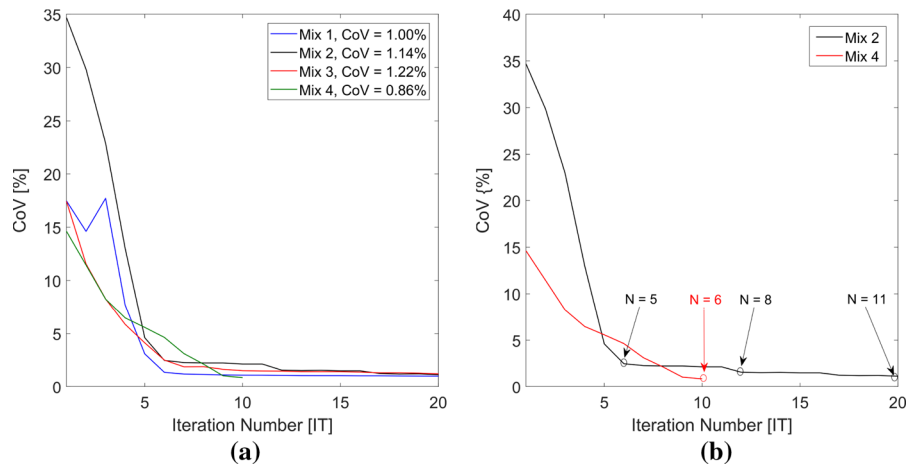 35
30
25
20
15
10
5
0
CoV [%]
5
10
15
20
Iteration Number [IT]
Mix 1, CoV = 1.00%
Mix 2, CoV = 1.14%
Mix 3, CoV = 1.22%
Mix 4, CoV = 0.86%
(a)
40
35
30
25
20
15
10
5
0
CoV {%]
5
10
15
20
Iteration Number [IT]
Mix 2
Mix 4
N = 5
N = 6
N = 8
N = 11
(b)